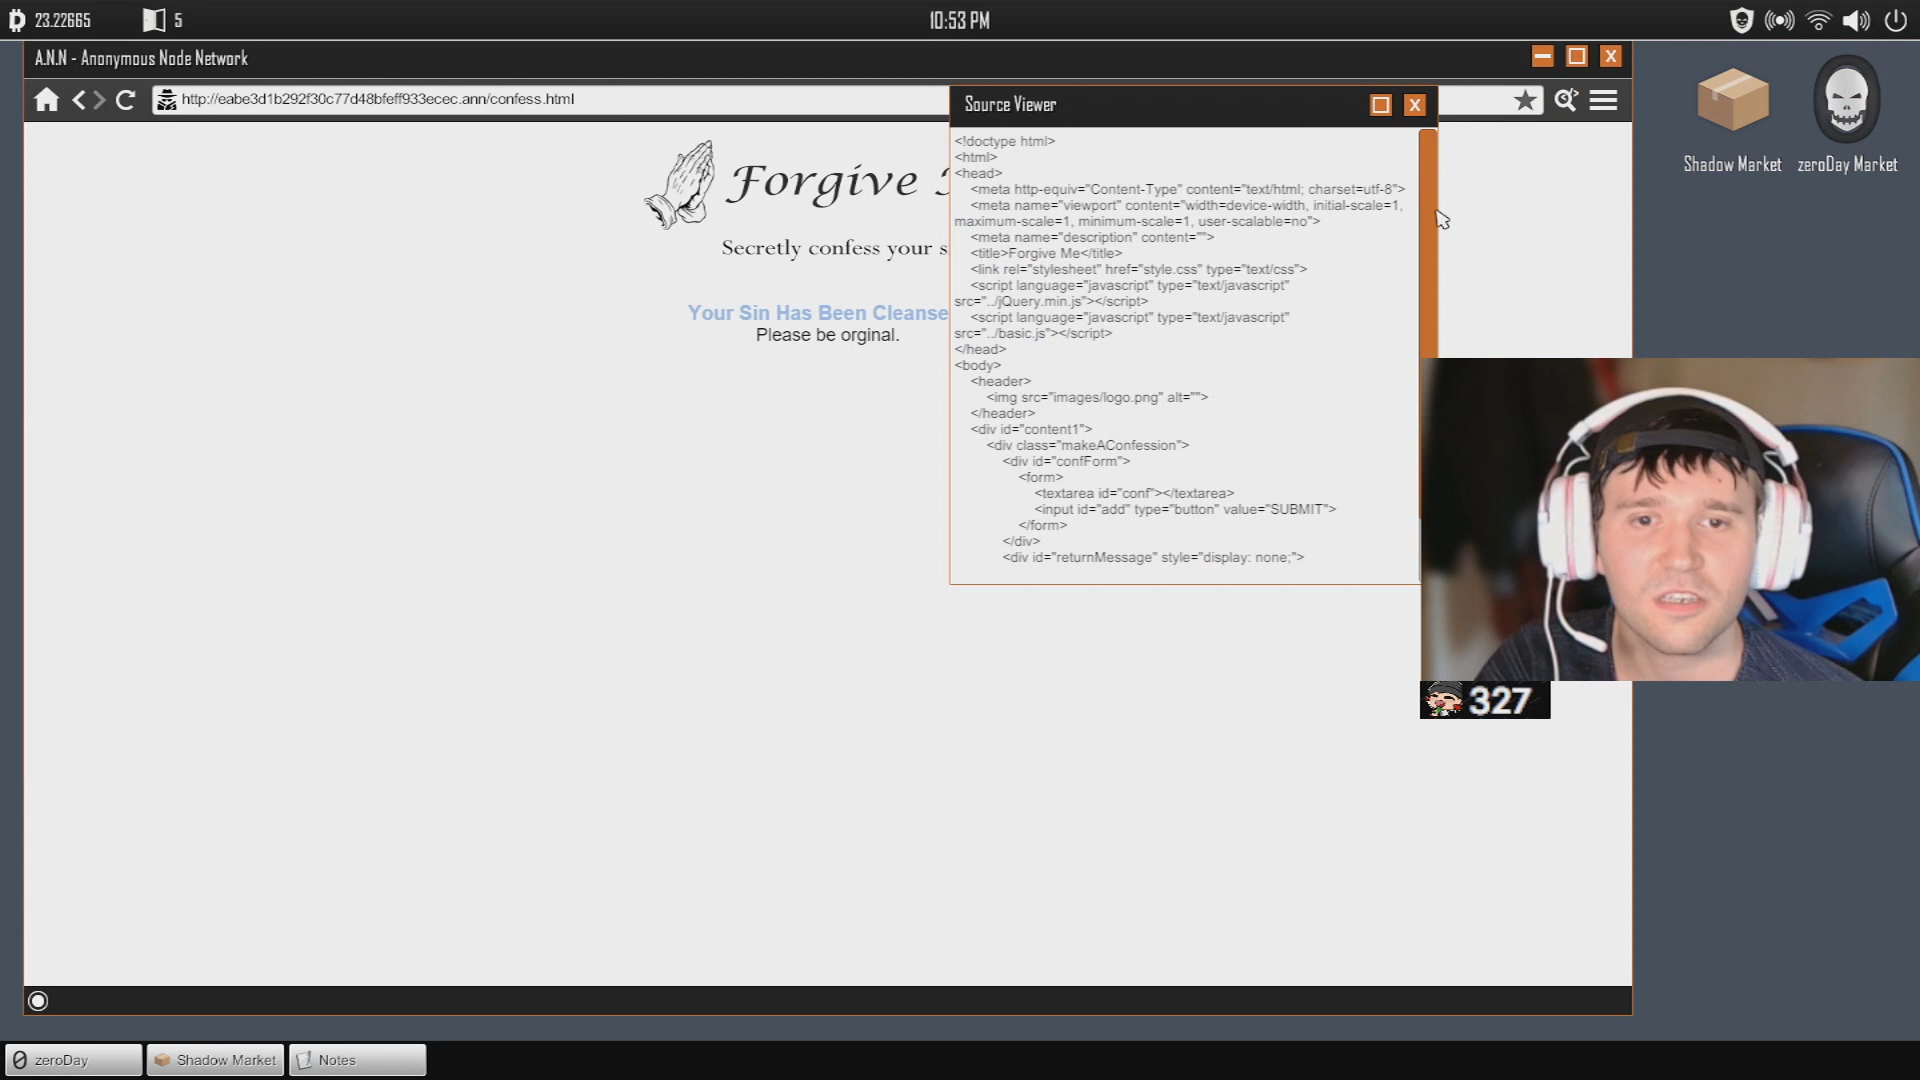 23.22665
5
10:53 PM
A.N.N - Anonymous Node Network
X
http://eabe3d1b292f30c77d48bfeff933ecec.ann/confess.html
Forgive
Secretly confess your s
Your Sin Has Been Cleanse
Please be orginal.
Source Viewer
X
<!doctype html>
<html>
<head>
<meta http-equiv="Content-Type" content="text/html; charset=utf-8">
<meta name="viewport" content="width=device-width, initial-scale=1,
maximum-scale=1, minimum-scale=1, user-scalable=no">
<meta name="description" content="">
<title>Forgive Me</title>
<link rel="stylesheet" href="style.css" type="text/css">
<script language="javascript" type="text/javascript"
src="../jQuery.min.js"></script>
<script language="javascript" type="text/javascript"
src="../basic.js"></script>
</head>
<body>
<header>
<img src="images/logo.png" alt="">
</header>
<div id="content1">
<div class="makeAConfession">
<div id="confForm">
<form>
<textarea id="conf"></textarea>
<input id="add" type="button" value="SUBMIT">
</form>
</div>
<div id="returnMessage" style="display: none;">
Shadow Market
zeroDay Market
327
zeroDay
Shadow Market
Notes